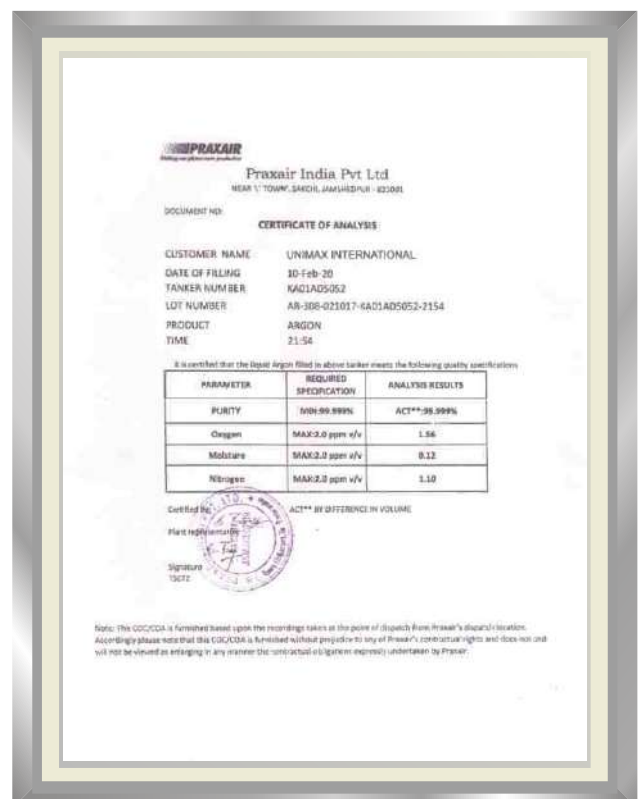 PRAXAIR
Praxair India Pvt Ltd
NEAR 'L' TOWN, SAKCHI, JAMSHEDPUR - 831001
DOCUMENT NO:
CERTIFICATE OF ANALYSIS
CUSTOMER NAME UNIMAX INTERNATIONAL
DATE OF FILLING 10-Feb-20
TANKER NUMBER KA01AD5052
LOT NUMBER AR-308-021017-KA01AD5052-2154
PRODUCT ARGON
TIME 21:54
It is certified that the liquid Argon filled in above tanker meets the following quality specifications
PARAMETER REQUIRED SPECIFICATION ANALYSIS RESULTS
PURITY MIN:99.999% ACT**:99.999%
Oxygen MAX:2.0 ppm v/v 1.56
Moisture MAX:2.0 ppm v/v 0.12
Nitrogen MAX:2.0 ppm v/v 1.10
Certified By ACT** BY DIFFERENCE IN VOLUME
Plant representative
Signature
Note: This COC/COA is furnished based upon the recordings taken at the point of dispatch from Praxair's dispatch location.
Accordingly please note that this COC/COA is furnished without prejudice to any of Praxair's contractual rights and does not and
will not be viewed as enlarging in any manner the contractual obligations expressly undertaken by Praxair.